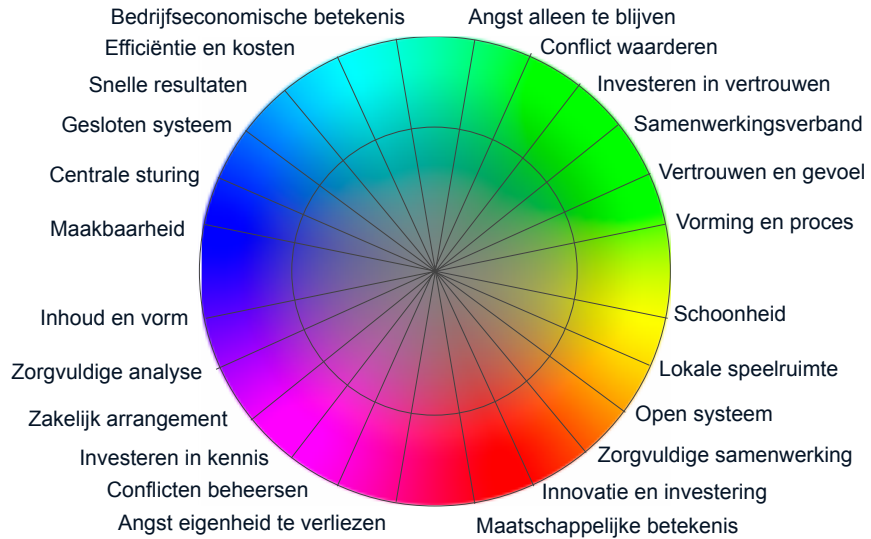 Bedrijfseconomische betekenis
Angst alleen te blijven
Efficiëntie en kosten
Conflict waarderen
Snelle resultaten
Investeren in vertrouwen
Gesloten systeem
Samenwerkingsverband
Centrale sturing
Vertrouwen en gevoel
Maakbaarheid
Vorming en proces
Inhoud en vorm
Schoonheid
Zorgvuldige analyse
Lokale speelruimte
Zakelijk arrangement
Open systeem
Investeren in kennis
Zorgvuldige samenwerking
Conflicten beheersen
Innovatie en investering
Angst eigenheid te verliezen
Maatschappelijke betekenis